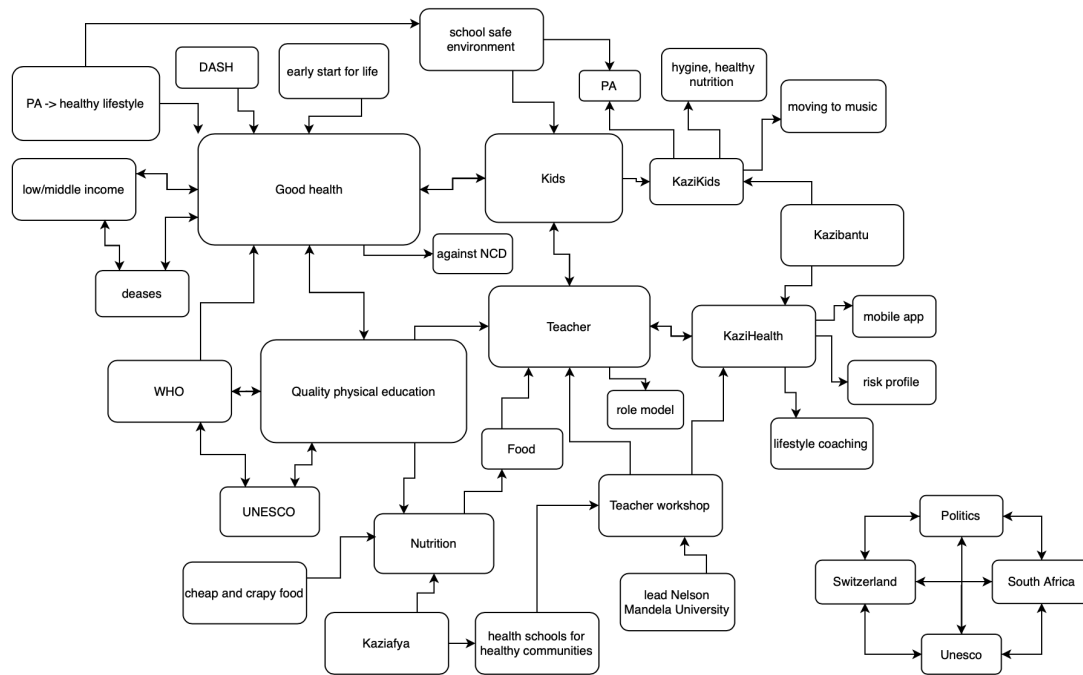 school safe
environment
DASH
early start for life
hygine, healthy
nutrition
PA -> healthy lifestyle
PA
moving to music
low/middle income
Good health
Kids
KaziKids
Kazibantu
against NCD
deases
Teacher
KaziHealth
mobile app
WHO
Quality physical education
risk profile
role model
Food
lifestyle coaching
UNESCO
Teacher workshop
Nutrition
Politics
cheap and crapy food
lead Nelson
Mandela University
Switzerland
South Africa
Kaziafya
health schools for
healthy communities
Unesco